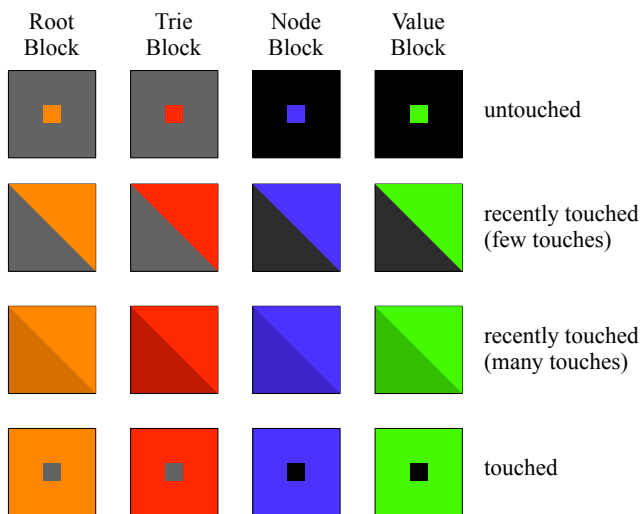 Root Block
Trie Block
Node Block
Value Block
untouched
recently touched
(few touches)
recently touched
(many touches)
touched